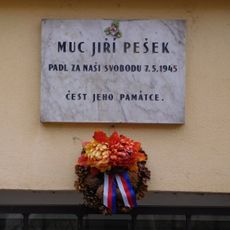 MUC JIŘÍ PEŠEK
PADL ZA NAŠI SVOBODU 7.5.1945
ČEST JEHO PAMÁTCE.